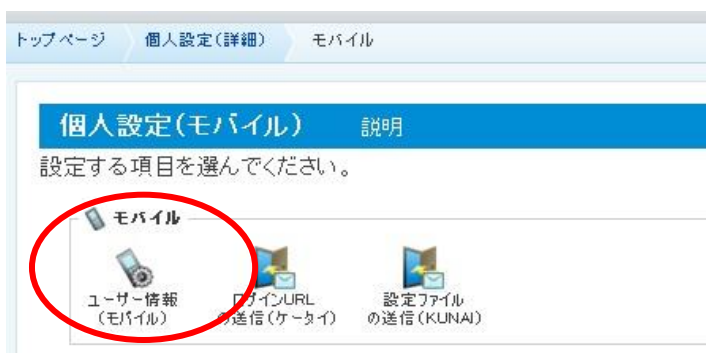 トップページ 個人設定(詳細) モバイル
個人設定(モバイル) 説明
設定する項目を選んでください。
モバイル
ユーザー情報 ログインURL 設定ファイル
(モバイル) の送信(ケータイ) の送信(KUNAI)